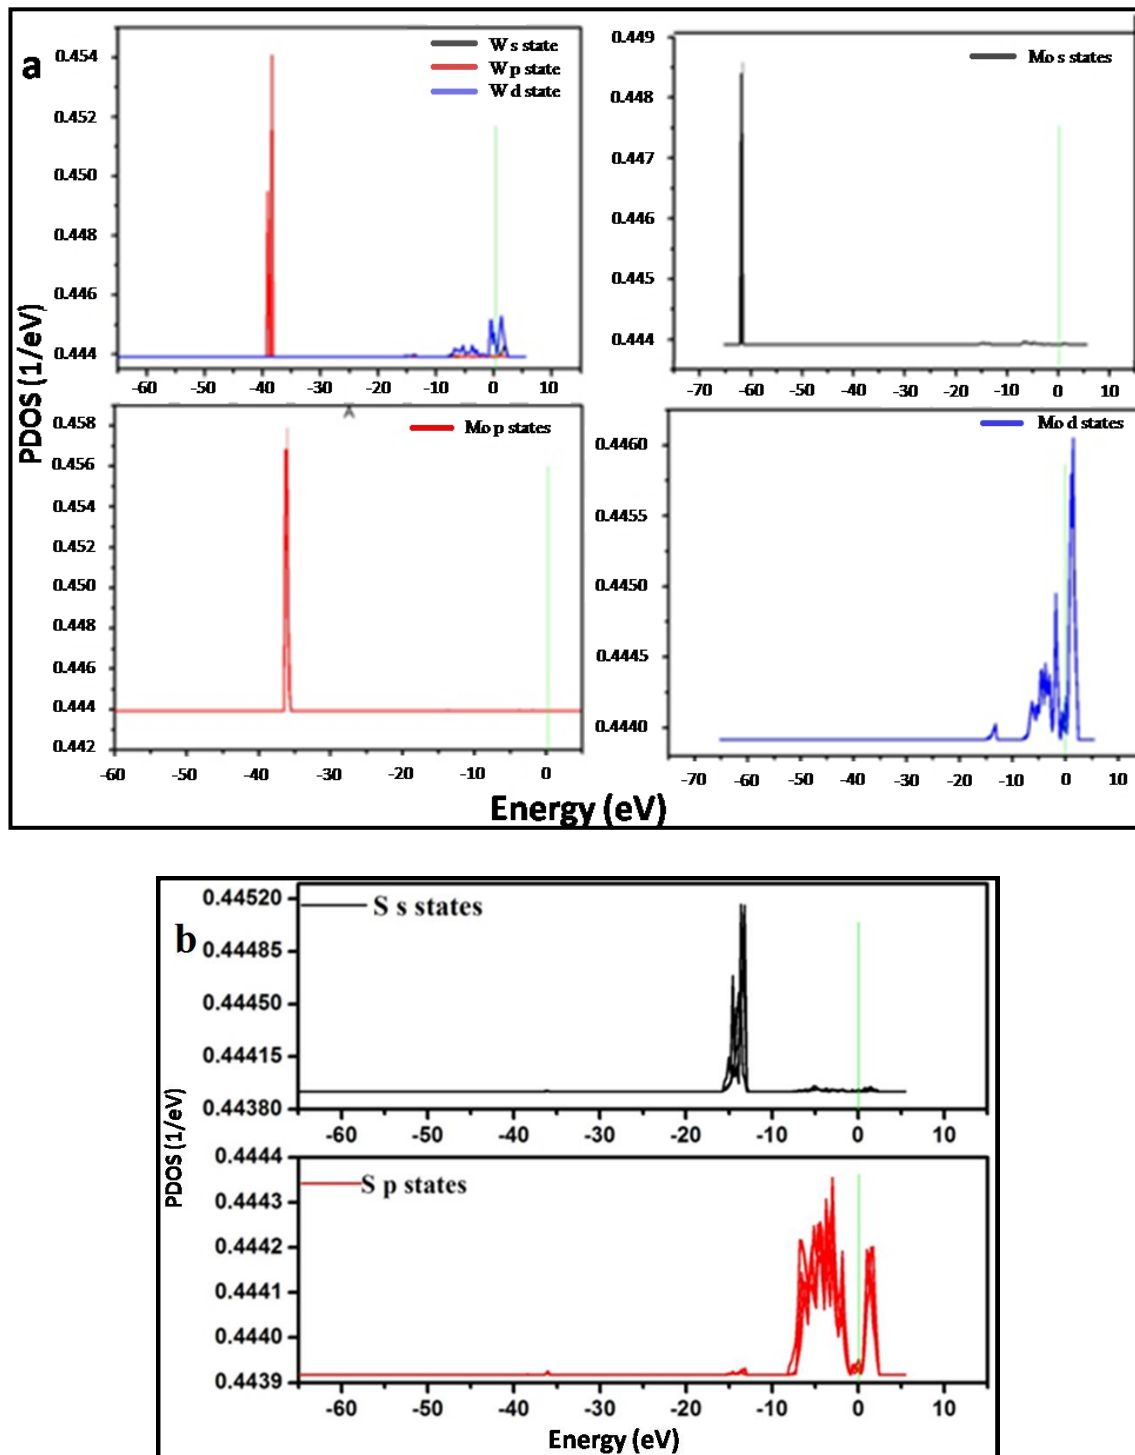 a
W s state
W p state
W d state
0.454
0.452
0.450
0.448
0.446
0.444
-60 -50 -40 -30 -20 -10 0 10
Mo s states
0.449
0.448
0.447
0.446
0.445
0.444
-70 -60 -50 -40 -30 -20 -10 0 10
PDOS (1/eV)
Mo p states
0.458
0.456
0.454
0.452
0.450
0.448
0.446
0.444
0.442
-60 -50 -40 -30 -20 -10 0
Mo d states
0.4460
0.4455
0.4450
0.4445
0.4440
-70 -60 -50 -40 -30 -20 -10 0 10
Energy (eV)
b
S s states
0.44520
0.44485
0.44450
0.44415
0.44380
-60 -50 -40 -30 -20 -10 0 10
PDOS (1/eV)
S p states
0.4444
0.4443
0.4442
0.4441
0.4440
0.4439
-60 -50 -40 -30 -20 -10 0 10
Energy (eV)